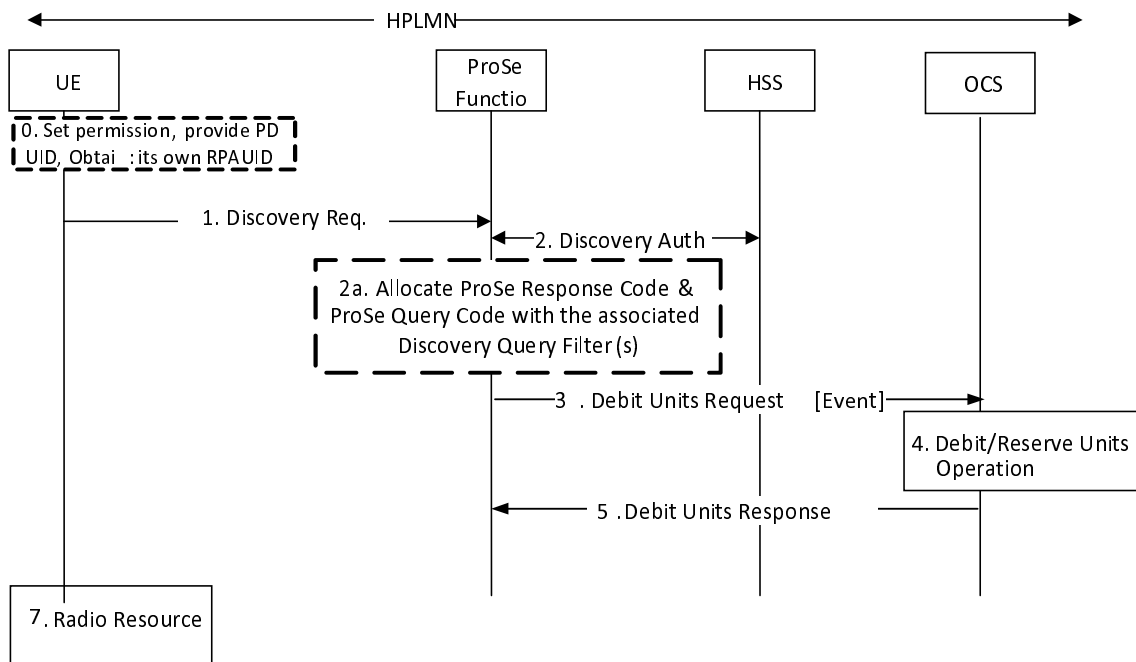 HPLMN
UE
ProSe
Functio
HSS
OCS
0. Set permission, provide PD
UID, Obtai : its own RPAUID
1. Discovery Req.
2. Discovery Auth
2a. Allocate ProSe Response Code &
ProSe Query Code with the associated
Discovery Query Filter(s)
3 . Debit Units Request [Event]
4. Debit/Reserve Units
Operation
5 .Debit Units Response
7. Radio Resource